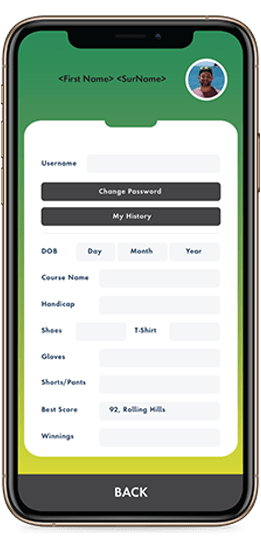 <First Name> <SurName>
Username
Change Password
My History
DOB Day Month Year
Course Name
Handicap
Shoes T-Shirt
Gloves
Shorts/Pants
Best Score 92, Rolling Hills
Winnings
BACK